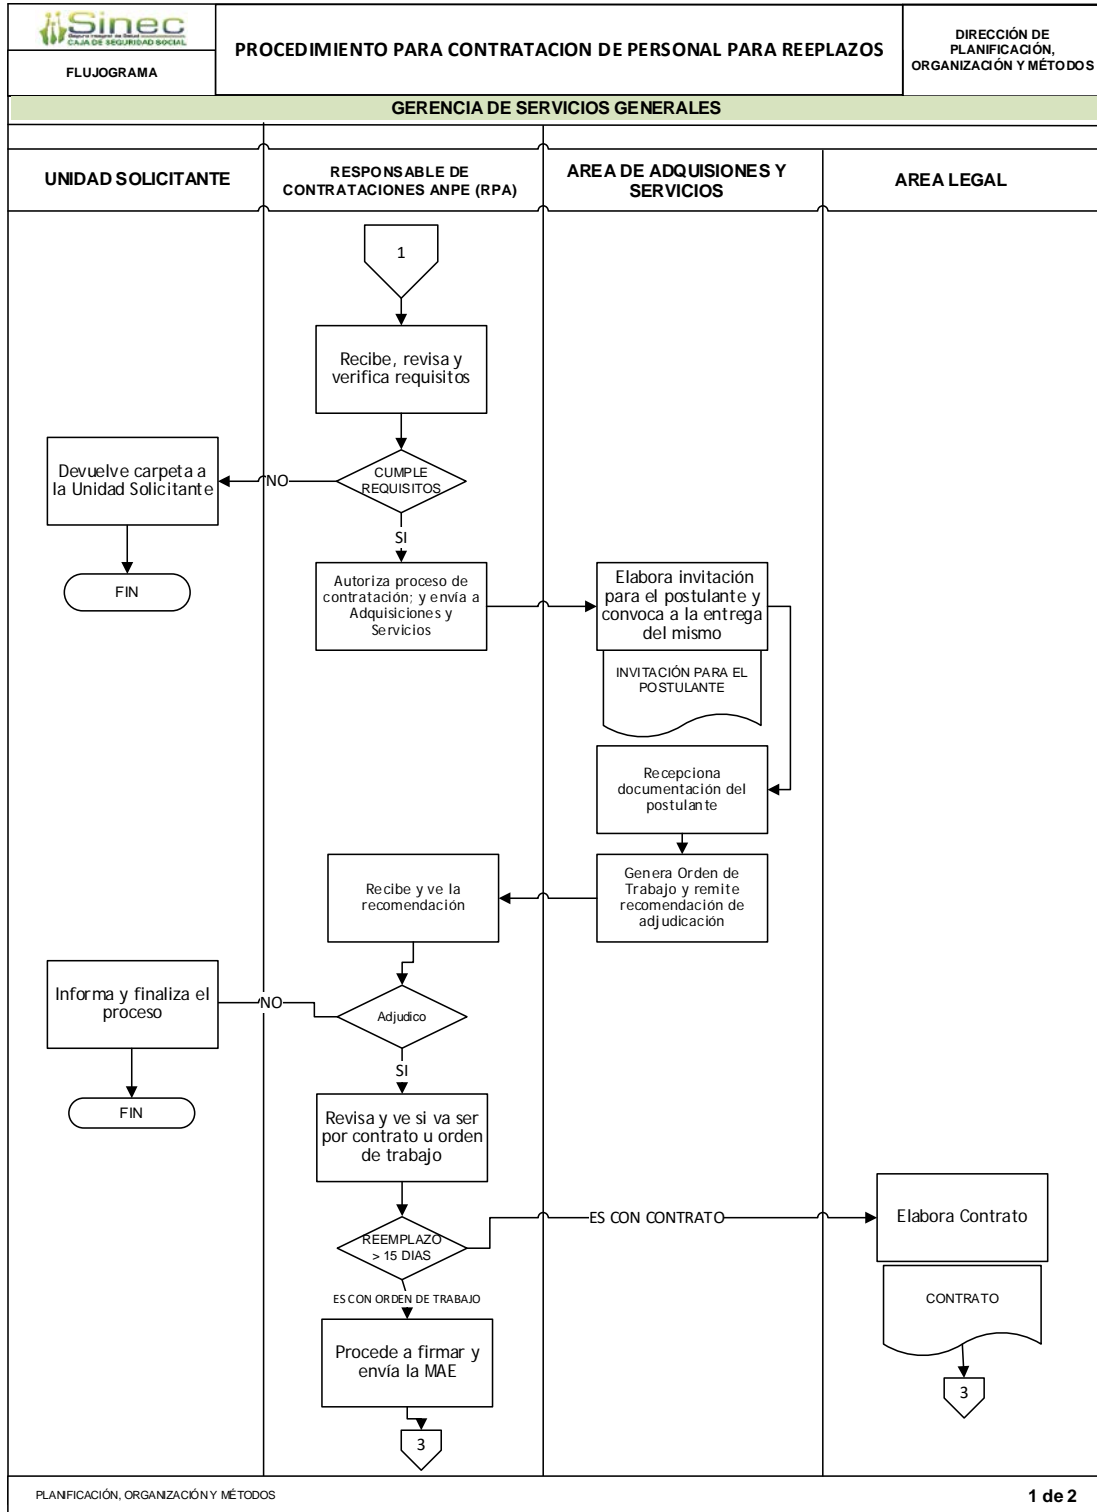 Sinec
Seguro Integral de Salud
CAJA DE SEGURIDAD SOCIAL
FLUJOGRAMA
PROCEDIMIENTO PARA CONTRATACION DE PERSONAL PARA REEPLAZOS
DIRECCIÓN DE
PLANIFICACIÓN,
ORGANIZACIÓN Y MÉTODOS
GERENCIA DE SERVICIOS GENERALES
UNIDAD SOLICITANTE
RESPONSABLE DE
CONTRATACIONES ANPE (RPA)
AREA DE ADQUISIONES Y
SERVICIOS
AREA LEGAL
1
Recibe, revisa y
verifica requisitos
CUMPLE
REQUISITOS
NO
Devuelve carpeta a
la Unidad Solicitante
FIN
SI
Autoriza proceso de
contratación; y envía a
Adquisiciones y
Servicios
Elabora invitación
para el postulante y
convoca a la entrega
del mismo
INVITACIÓN PARA EL
POSTULANTE
Recepciona
documentación del
postulante
Genera Orden de
Trabajo y remite
recomendación de
adjudicación
Recibe y ve la
recomendación
Adjudico
NO
Informa y finaliza el
proceso
FIN
SI
Revisa y ve si va ser
por contrato u orden
de trabajo
REEMPLAZO
> 15 DIAS
ES CON CONTRATO
Elabora Contrato
CONTRATO
3
ES CON ORDEN DE TRABAJO
Procede a firmar y
envía la MAE
3
PLANIFICACIÓN, ORGANIZACIÓN Y MÉTODOS
1 de 2